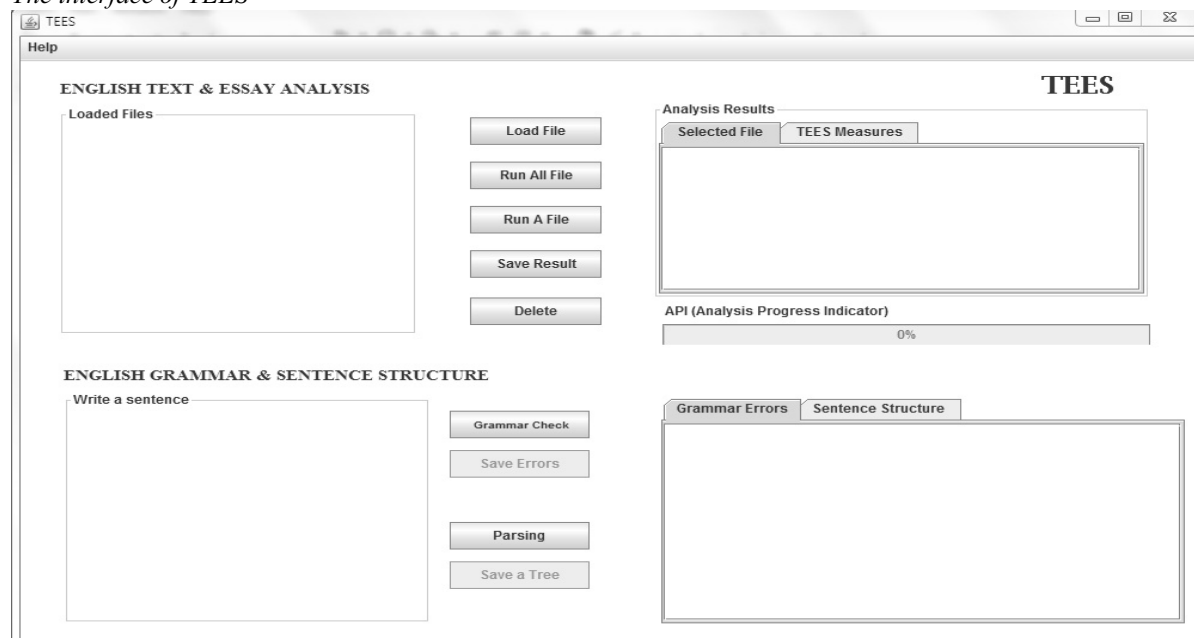 The interface of TEES
TEES
Help
ENGLISH TEXT & ESSAY ANALYSIS
TEES
Loaded Files
Load File
Run All File
Run A File
Save Result
Delete
Analysis Results
Selected File
TEES Measures
API (Analysis Progress Indicator)
0%
ENGLISH GRAMMAR & SENTENCE STRUCTURE
Write a sentence
Grammar Check
Save Errors
Parsing
Save a Tree
Grammar Errors
Sentence Structure